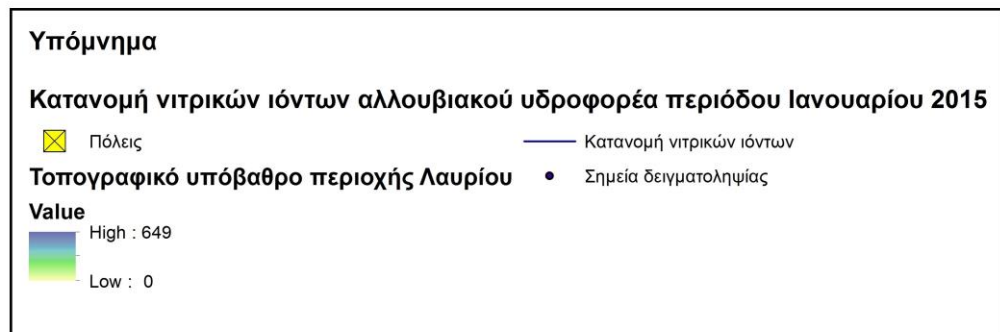 Υπόμνημα
Κατανομή νιτρικών ιόντων αλλουβιακού υδροφορέα περιόδου Ιανουαρίου 2015
Πόλεις
Κατανομή νιτρικών ιόντων
Τοπογραφικό υπόβαθρο περιοχής Λαυρίου
Σημεία δειγματοληψίας
Value
High : 649
Low : 0